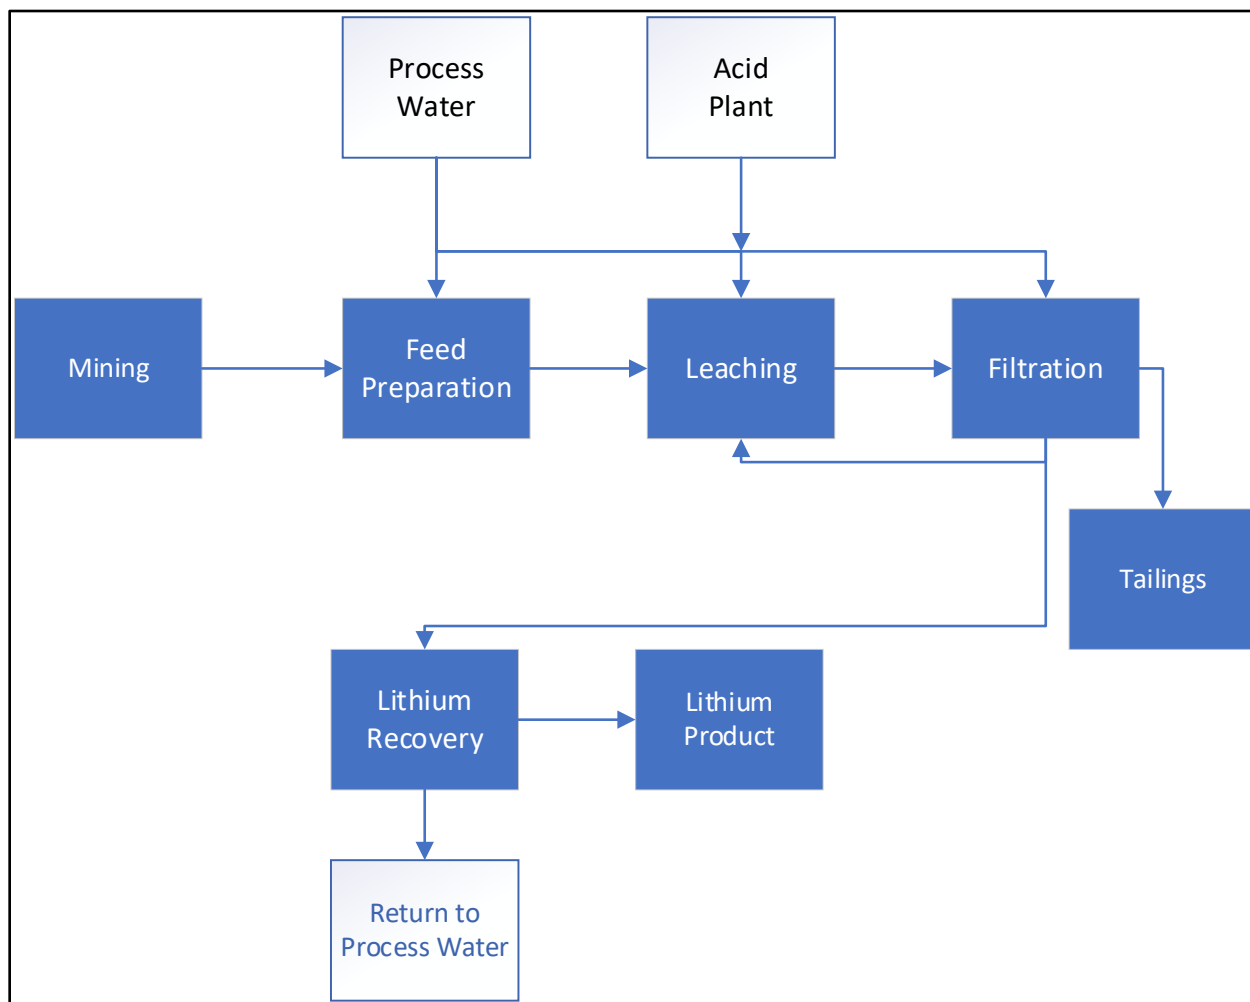 Process
Water
Acid
Plant
Mining
Feed
Preparation
Leaching
Filtration
Tailings
Lithium
Recovery
Lithium
Product
Return to
Process Water